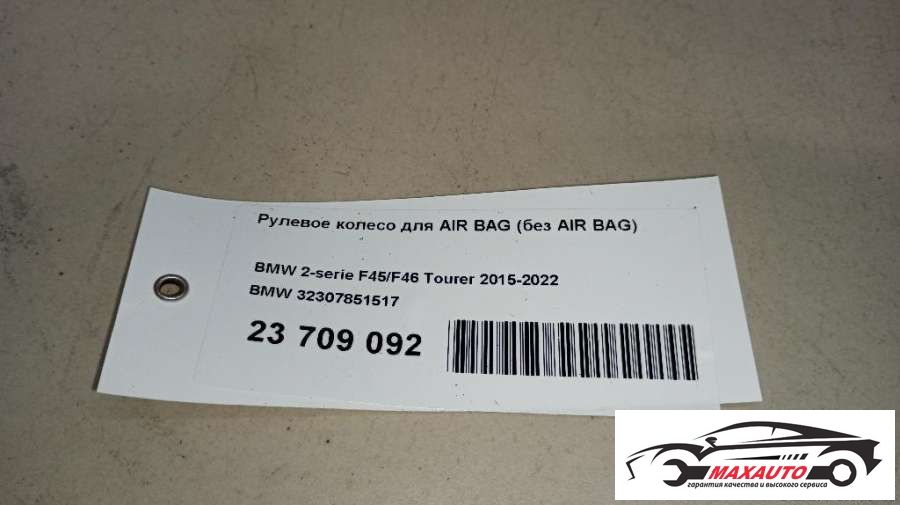 Рулевое колесо для AIR BAG (без AIR BAG)
BMW 2-serie F45/F46 Tourer 2015-2022
BMW 32307851517
23 709 092
MAXAUTO
гарантия качества и высокого сервиса